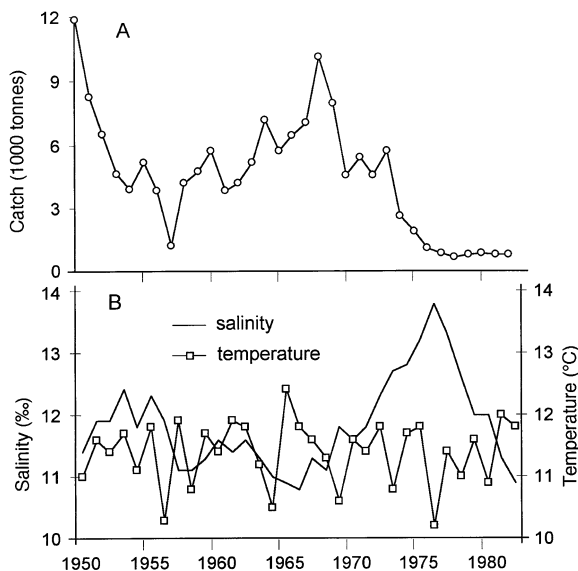 A
12
9
6
3
0
Catch (1000 tonnes)
B
salinity
temperature
14
13
12
11
10
Salinity (‰)
14
13
12
11
10
Temperature (°C)
1950 1955 1960 1965 1970 1975 1980